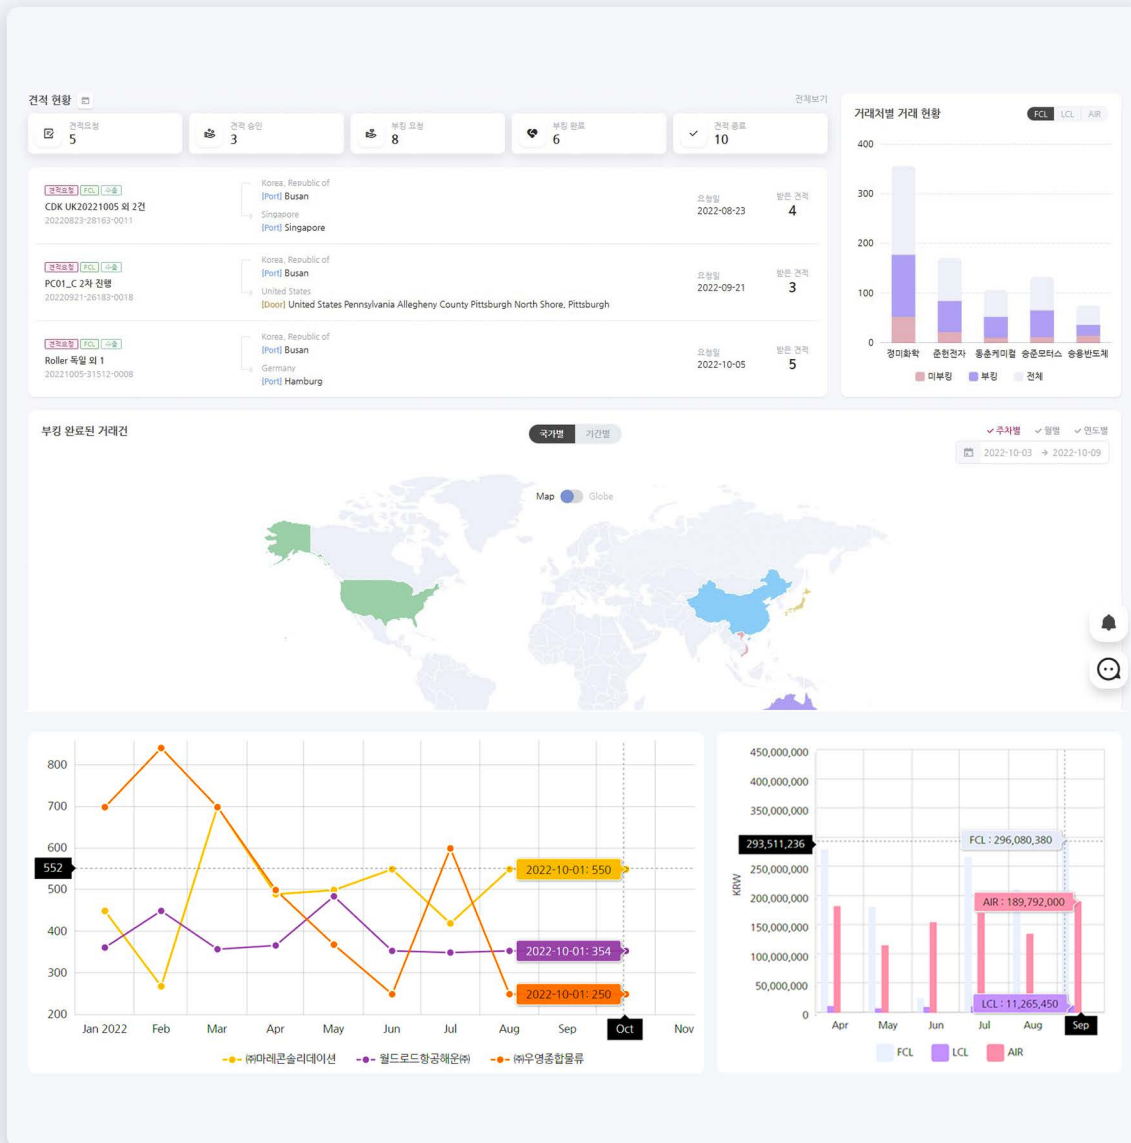 견적 현황
전체보기
견적요청
5
견적 승인
3
부킹 요청
8
부킹 완료
6
견적 종료
10
견적요청 FCL 수출
CDK UK20221005 외 2건
20220823-28163-0011
Korea, Republic of
[Port] Busan
Singapore
[Port] Singapore
요청일
2022-08-23
받은 견적
4
견적요청 FCL 수출
PC01_C 2차 진행
20220921-26183-0018
Korea, Republic of
[Port] Busan
United States
[Door] United States Pennsylvania Allegheny County Pittsburgh North Shore, Pittsburgh
요청일
2022-09-21
받은 견적
3
견적요청 FCL 수출
Roller 독일 외 1
20221005-31512-0008
Korea, Republic of
[Port] Busan
Germany
[Port] Hamburg
요청일
2022-10-05
받은 견적
5
거래처별 거래 현황
FCL LCL AIR
400
300
200
100
0
정미화학 준헌전자 동춘케미컬 승준모터스 승용반도체
미부킹 부킹 전체
부킹 완료된 거래건
국가별 기간별
주차별 월별 연도별
2022-10-03 → 2022-10-09
Map Globe
800
700
600
552
500
400
300
200
2022-10-01: 550
2022-10-01: 354
2022-10-01: 250
Jan 2022 Feb Mar Apr May Jun Jul Aug Sep Oct Nov
㈜마레콘솔리데이션 월드로드항공해운㈜ ㈜우영종합물류
450,000,000
400,000,000
350,000,000
293,511,236
250,000,000
200,000,000
150,000,000
100,000,000
50,000,000
0
KRW
FCL : 296,080,380
AIR : 189,792,000
LCL : 11,265,450
Apr May Jun Jul Aug Sep
FCL LCL AIR